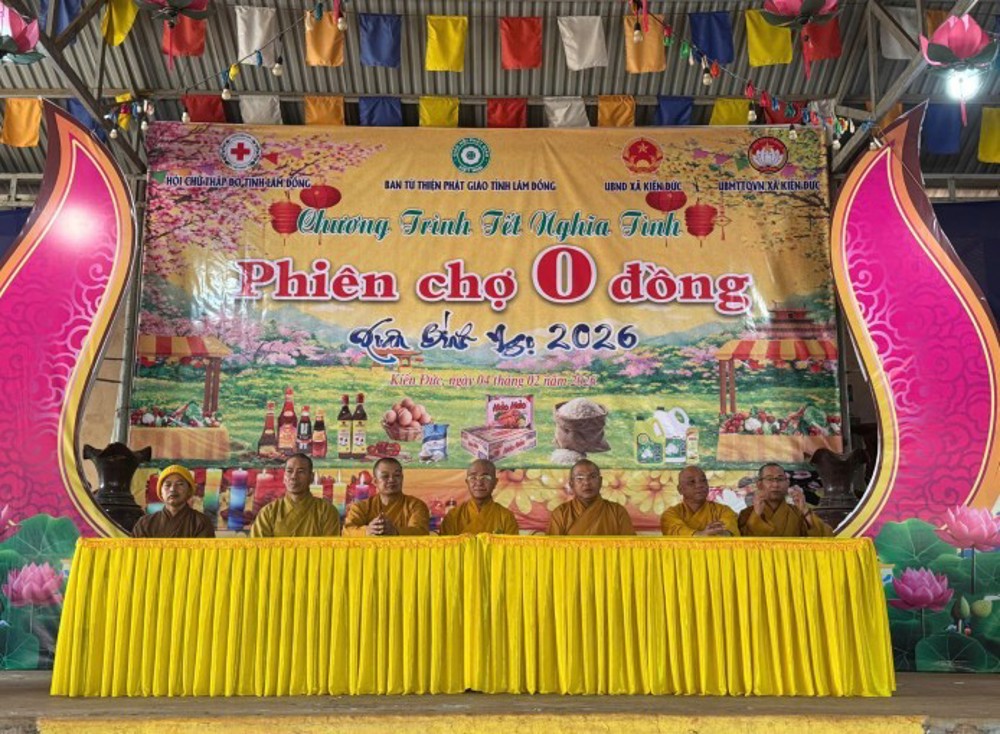 HỘI CHỮ THẬP ĐỎ TỈNH LÂM ĐỒNG
BAN TỪ THIỆN PHẬT GIÁO TỈNH LÂM ĐỒNG
UBND XÃ KIẾN ĐỨC
UBMTTQVN XÃ KIẾN ĐỨC
Chương Trình Tết Nghĩa Tình
Phiên chợ 0 đồng
Xuân Bính Ngọ 2026
Kiến Đức, ngày 04 tháng 02 năm 2026
Hảo Hảo